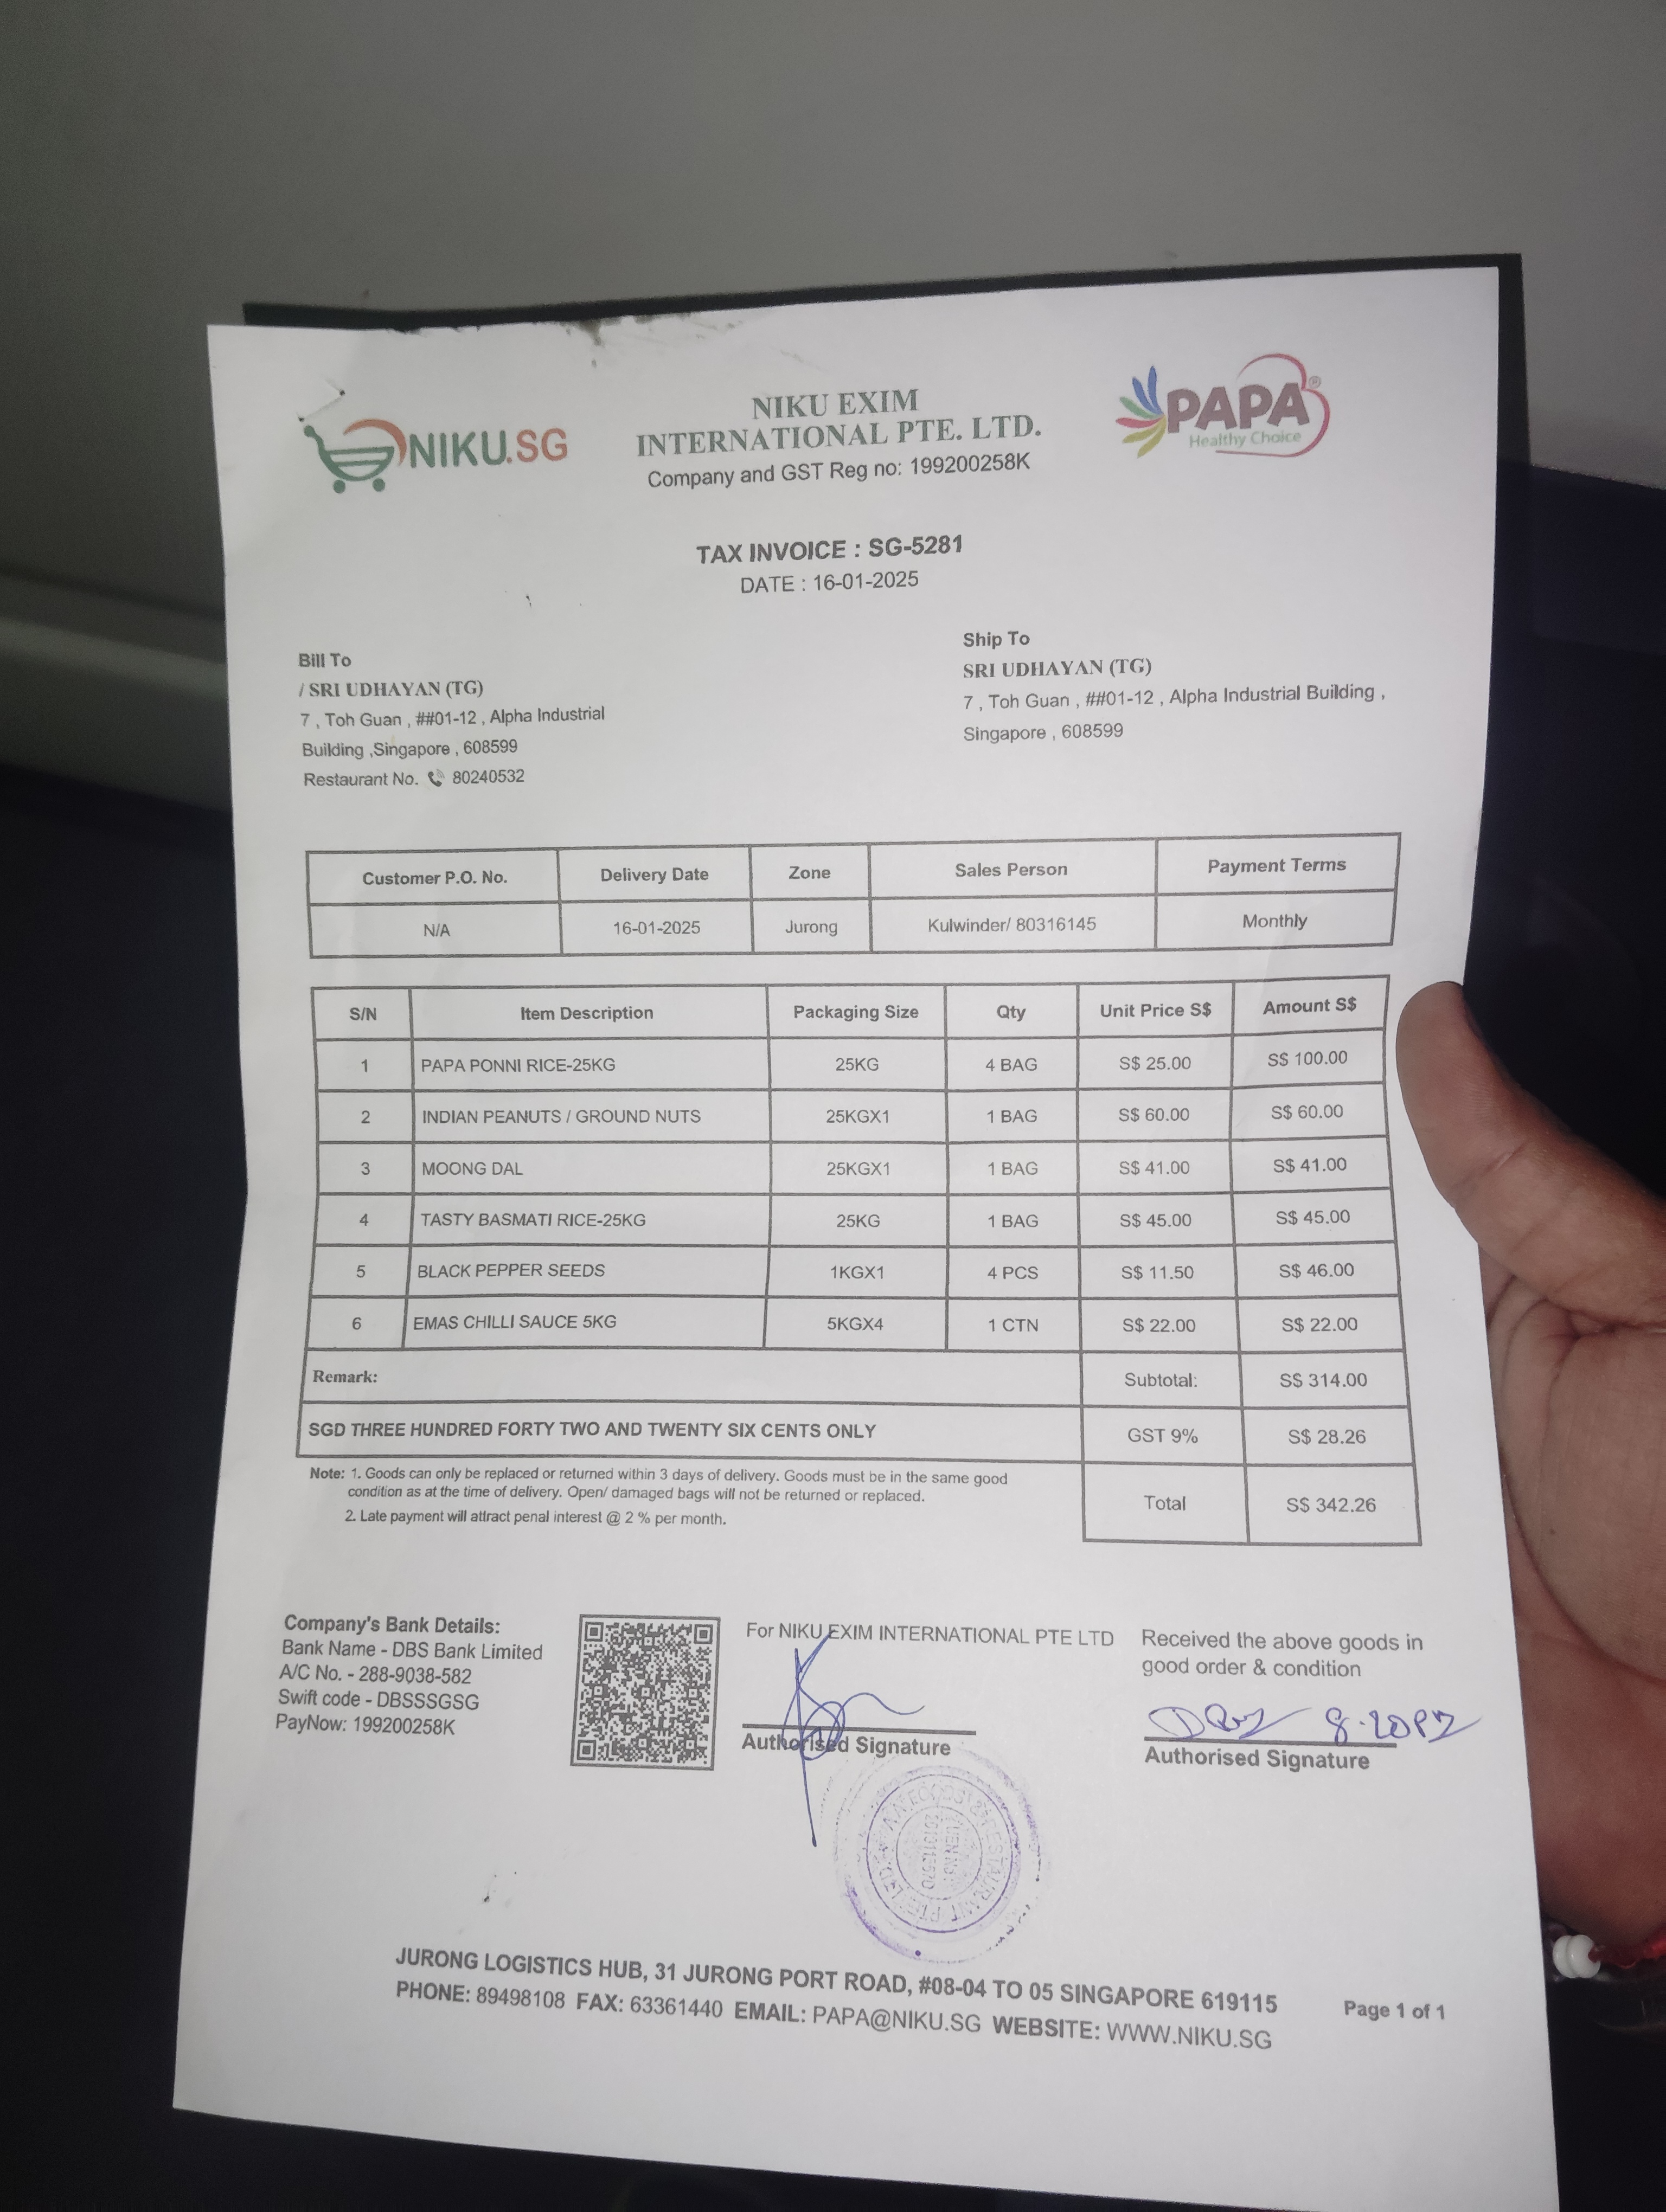 NIKU.SG
NIKU EXIM
INTERNATIONAL PTE. LTD.
Company and GST Reg no: 199200258K
PAPA®
Healthy Choice
TAX INVOICE : SG-5281
DATE : 16-01-2025
Bill To
/ SRI UDHAYAN (TG)
7 , Toh Guan , ##01-12 , Alpha Industrial
Building ,Singapore , 608599
Restaurant No. 80240532
Ship To
SRI UDHAYAN (TG)
7 , Toh Guan , ##01-12 , Alpha Industrial Building ,
Singapore , 608599
Customer P.O. No. Delivery Date Zone Sales Person Payment Terms
N/A 16-01-2025 Jurong Kulwinder/ 80316145 Monthly
S/N Item Description Packaging Size Qty Unit Price S$ Amount S$
1 PAPA PONNI RICE-25KG 25KG 4 BAG S$ 25.00 S$ 100.00
2 INDIAN PEANUTS / GROUND NUTS 25KGX1 1 BAG S$ 60.00 S$ 60.00
3 MOONG DAL 25KGX1 1 BAG S$ 41.00 S$ 41.00
4 TASTY BASMATI RICE-25KG 25KG 1 BAG S$ 45.00 S$ 45.00
5 BLACK PEPPER SEEDS 1KGX1 4 PCS S$ 11.50 S$ 46.00
6 EMAS CHILLI SAUCE 5KG 5KGX4 1 CTN S$ 22.00 S$ 22.00
Remark: Subtotal: S$ 314.00
SGD THREE HUNDRED FORTY TWO AND TWENTY SIX CENTS ONLY GST 9% S$ 28.26
Total S$ 342.26
Note: 1. Goods can only be replaced or returned within 3 days of delivery. Goods must be in the same good
condition as at the time of delivery. Open/ damaged bags will not be returned or replaced.
2. Late payment will attract penal interest @ 2 % per month.
Company's Bank Details:
Bank Name - DBS Bank Limited
A/C No. - 288-9038-582
Swift code - DBSSSGSG
PayNow: 199200258K
For NIKU EXIM INTERNATIONAL PTE LTD
Authorised Signature
Received the above goods in
good order & condition
Authorised Signature
JURONG LOGISTICS HUB, 31 JURONG PORT ROAD, #08-04 TO 05 SINGAPORE 619115
PHONE: 89498108 FAX: 63361440 EMAIL: PAPA@NIKU.SG WEBSITE: WWW.NIKU.SG
Page 1 of 1